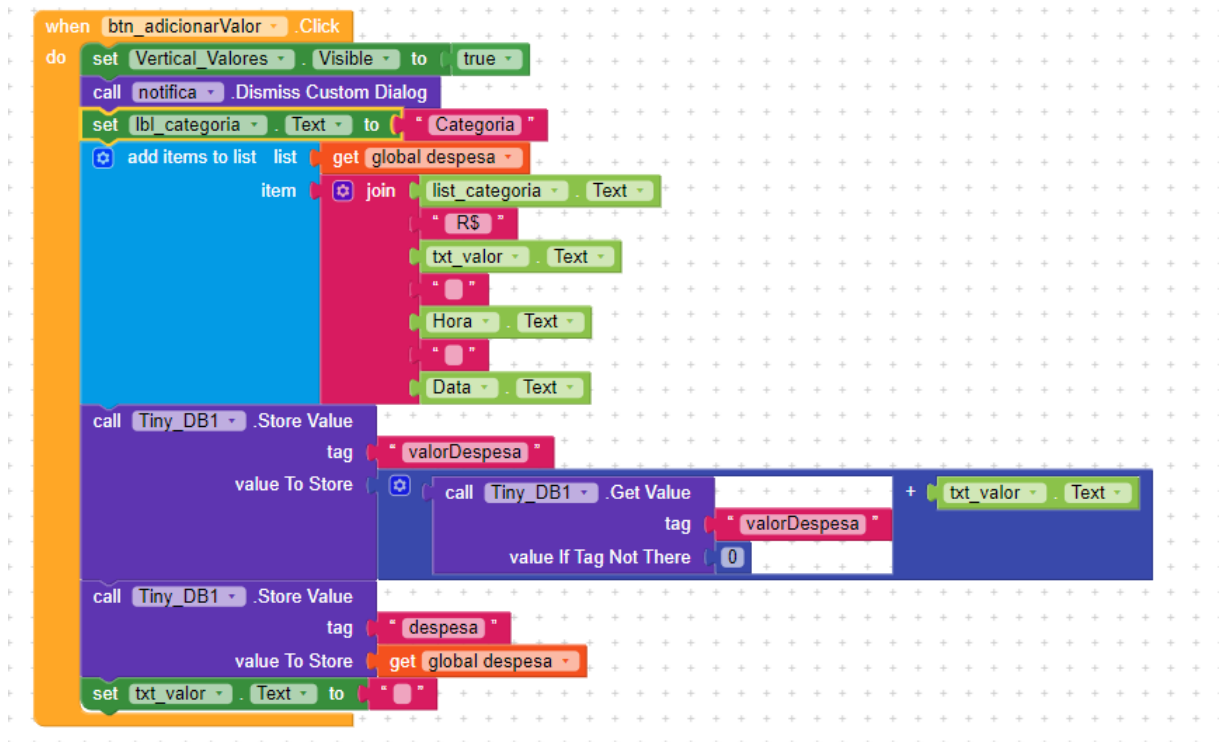 when btn_adicionarValor .Click
do set Vertical_Valores . Visible to true
call notifica .Dismiss Custom Dialog
set lbl_categoria . Text to " Categoria "
add items to list list get global despesa
item join list_categoria . Text
" R$ "
txt_valor . Text
" "
Hora . Text
" "
Data . Text
call Tiny_DB1 .Store Value
tag " valorDespesa "
value To Store call Tiny_DB1 .Get Value + txt_valor . Text
tag " valorDespesa "
value If Tag Not There 0
call Tiny_DB1 .Store Value
tag " despesa "
value To Store get global despesa
set txt_valor . Text to " "